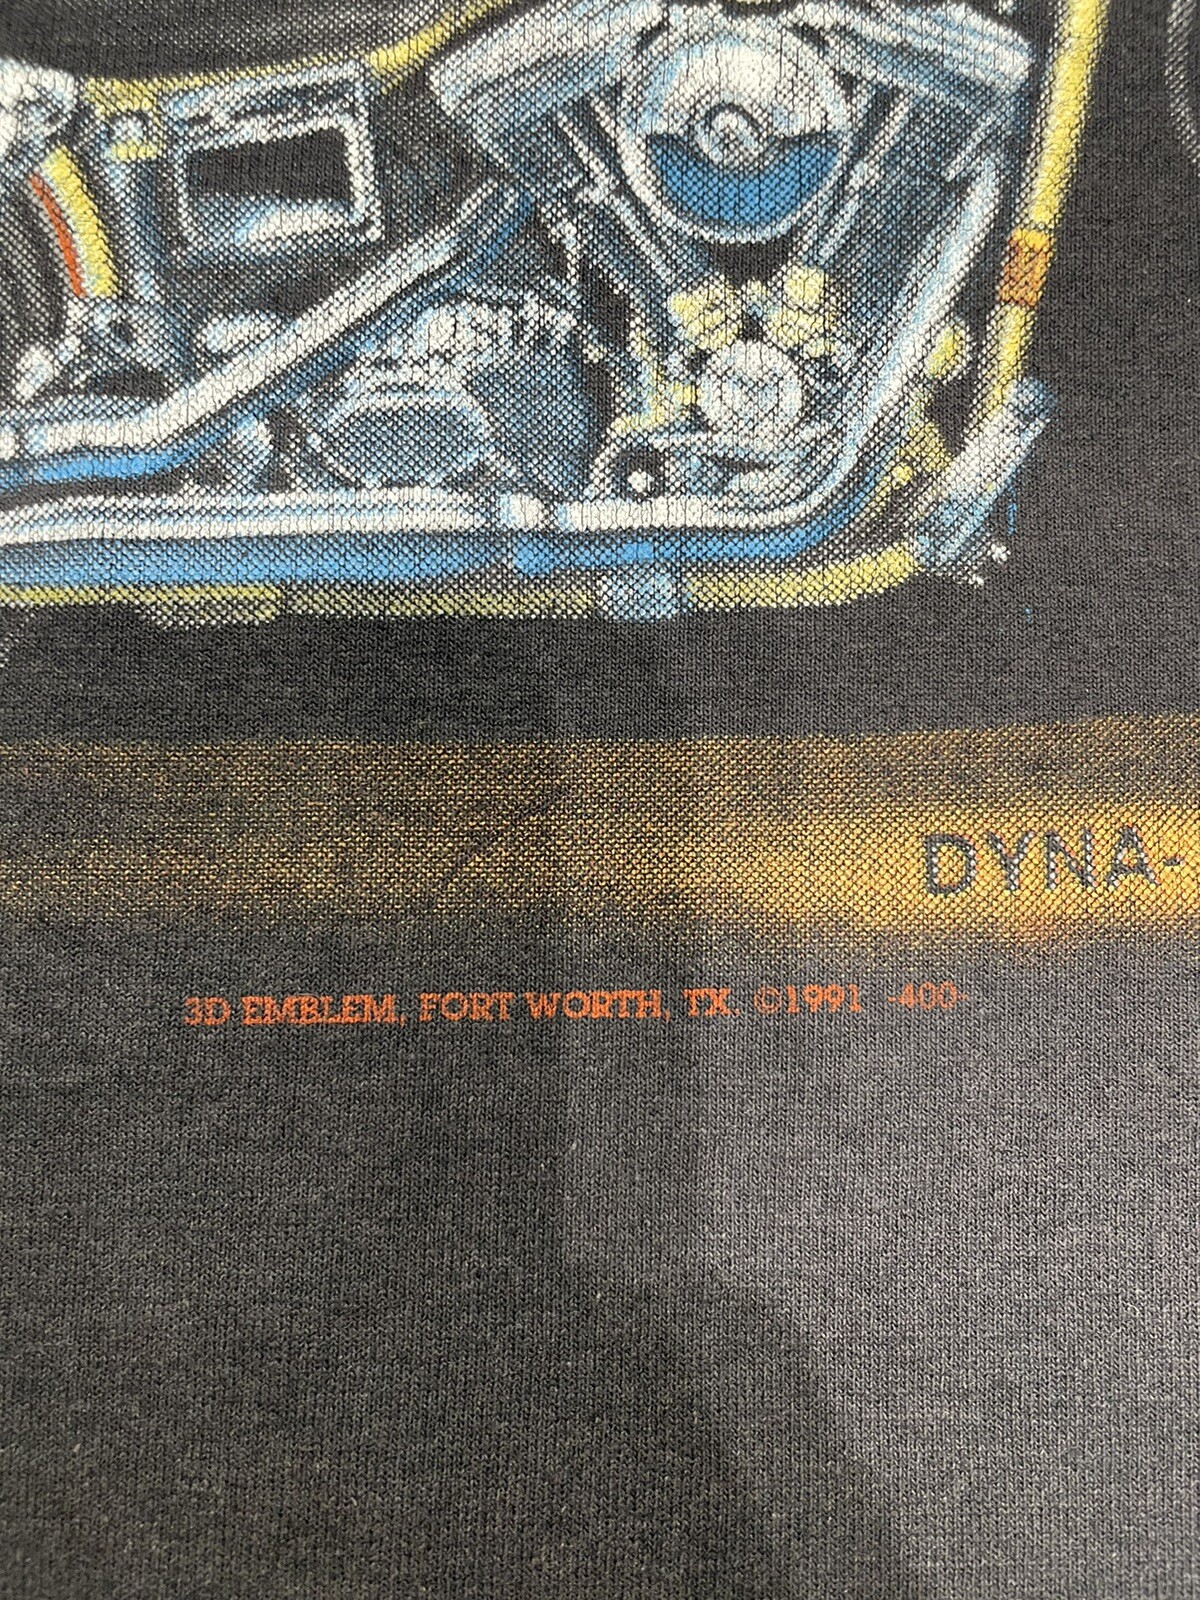 DYNA-
3D EMBLEM, FORT WORTH, TX. ©1991 -400-